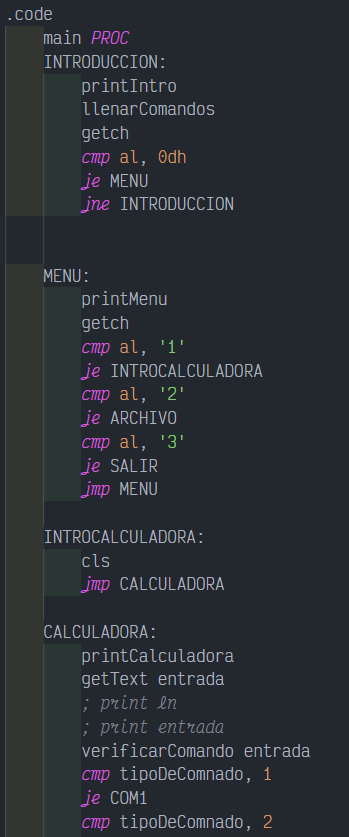 .code
main PROC
INTRODUCCION:
printIntro
llenarComandos
getch
cmp al, 0dh
je MENU
jne INTRODUCCION
MENU:
printMenu
getch
cmp al, '1'
je INTROCALCULADORA
cmp al, '2'
je ARCHIVO
cmp al, '3'
je SALIR
jmp MENU
INTROCALCULADORA:
cls
jmp CALCULADORA
CALCULADORA:
printCalculadora
getText entrada
; print ln
; print entrada
verificarComando entrada
cmp tipoDeComnado, 1
je COM1
cmp tipoDeComnado, 2